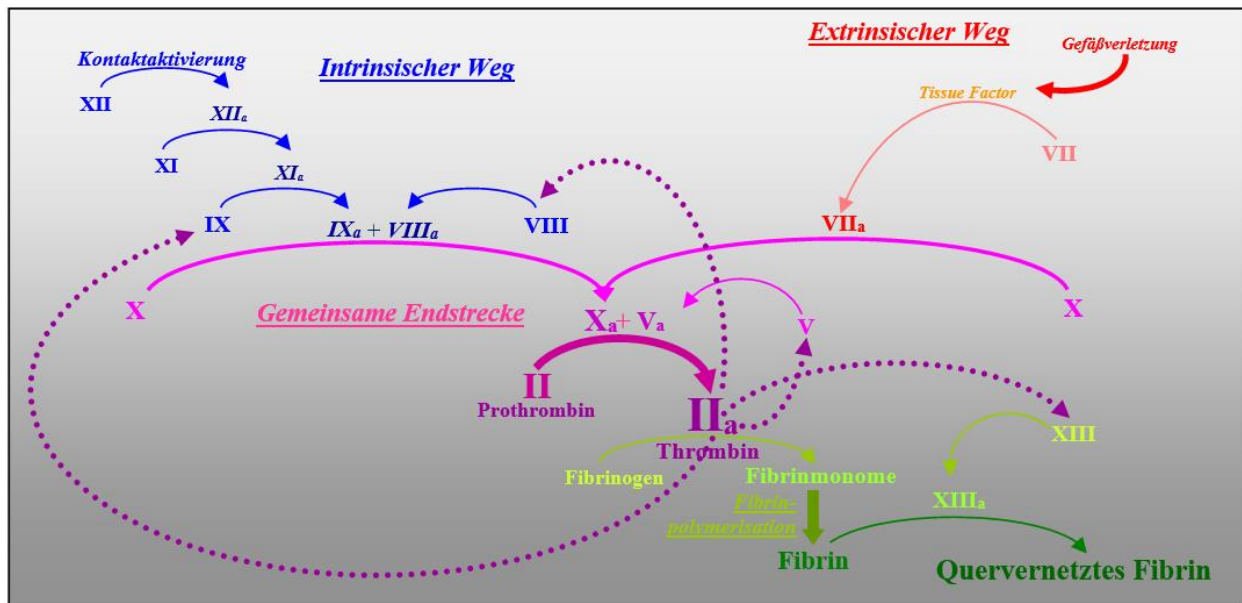 Extrinsischer Weg
Gefäßverletzung
Kontaktaktivierung
Intrinsischer Weg
XII
Tissue Factor
XIIa
XI
VII
XIa
IX
IXa + VIIIa
VIII
VIIa
X
Gemeinsame Endstrecke
Xa+ Va
V
X
II
Prothrombin
IIa
Thrombin
XIII
Fibrinogen
Fibrinmonome
XIIIa
Fibrin-
polymerisation
Fibrin
Quervernetztes Fibrin